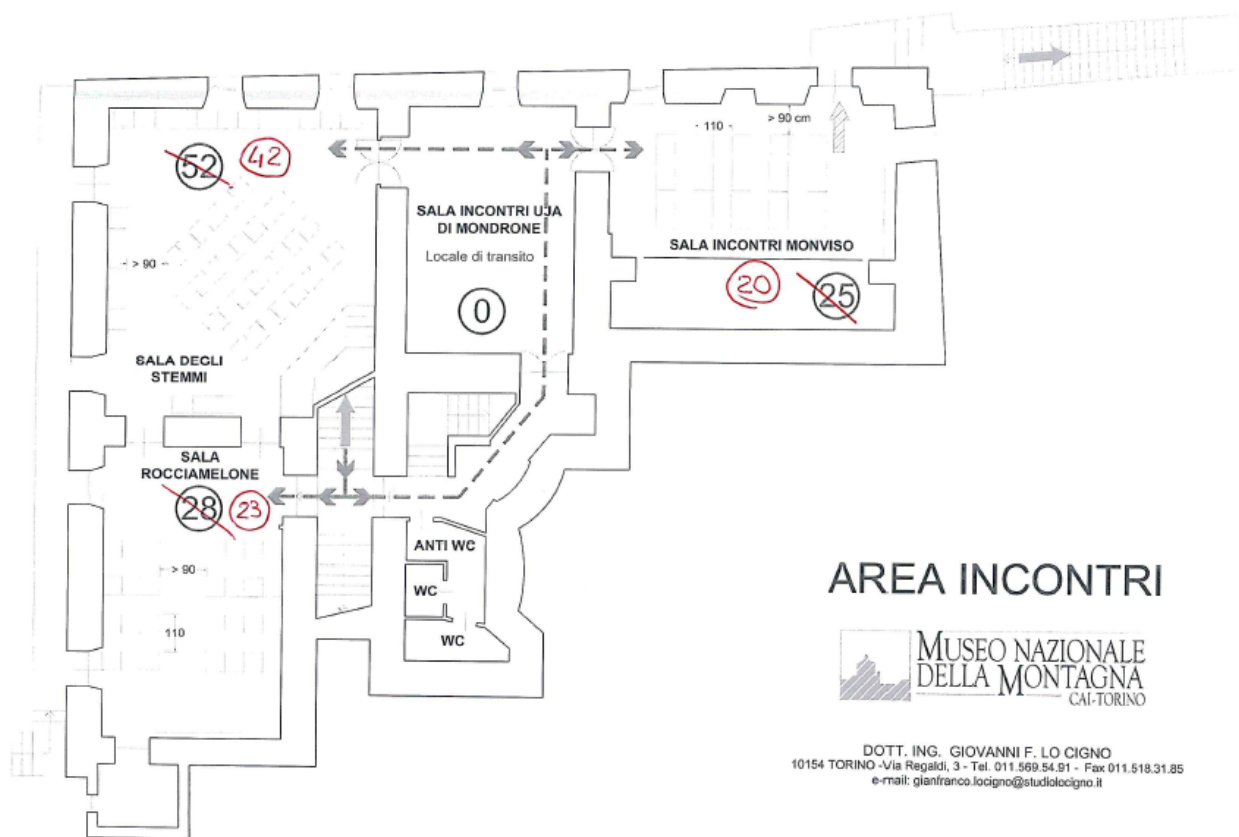 110
> 90 cm
52
42
SALA INCONTRI UJA
DI MONDRONE
Locale di transito
0
SALA INCONTRI MONVISO
20
25
> 90
SALA DEGLI
STEMMI
SALA
ROCCIAMELONE
28
23
> 90
110
ANTI WC
WC
WC
AREA INCONTRI
MUSEO NAZIONALE
DELLA MONTAGNA
CAI-TORINO
DOTT. ING. GIOVANNI F. LO CIGNO
10154 TORINO -Via Regaldi, 3 - Tel. 011.569.54.91 - Fax 011.518.31.85
e-mail: gianfranco.locigno@studiolocigno.it